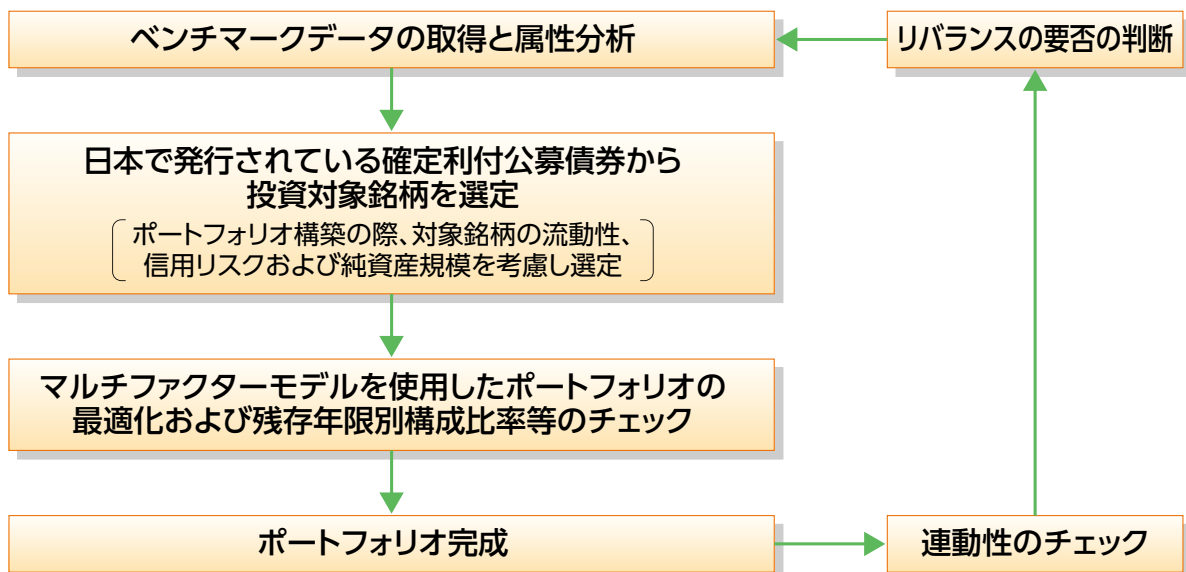 ベンチマークデータの取得と属性分析
リバランスの要否の判断
日本で発行されている確定利付公募債券から
投資対象銘柄を選定
ポートフォリオ構築の際、対象銘柄の流動性、
信用リスクおよび純資産規模を考慮し選定
マルチファクターモデルを使用したポートフォリオの
最適化および残存年限別構成比率等のチェック
ポートフォリオ完成
連動性のチェック